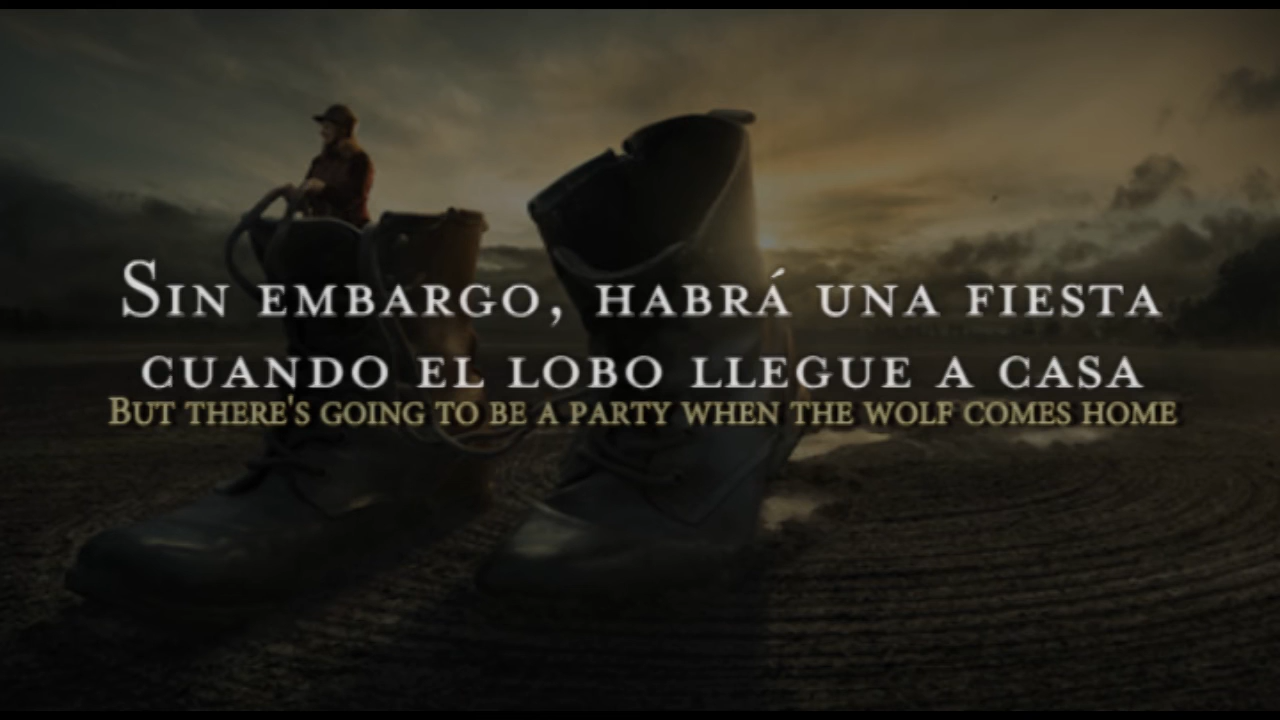 Sin embargo, habrá una fiesta
cuando el lobo llegue a casa
But there's going to be a party when the wolf comes home